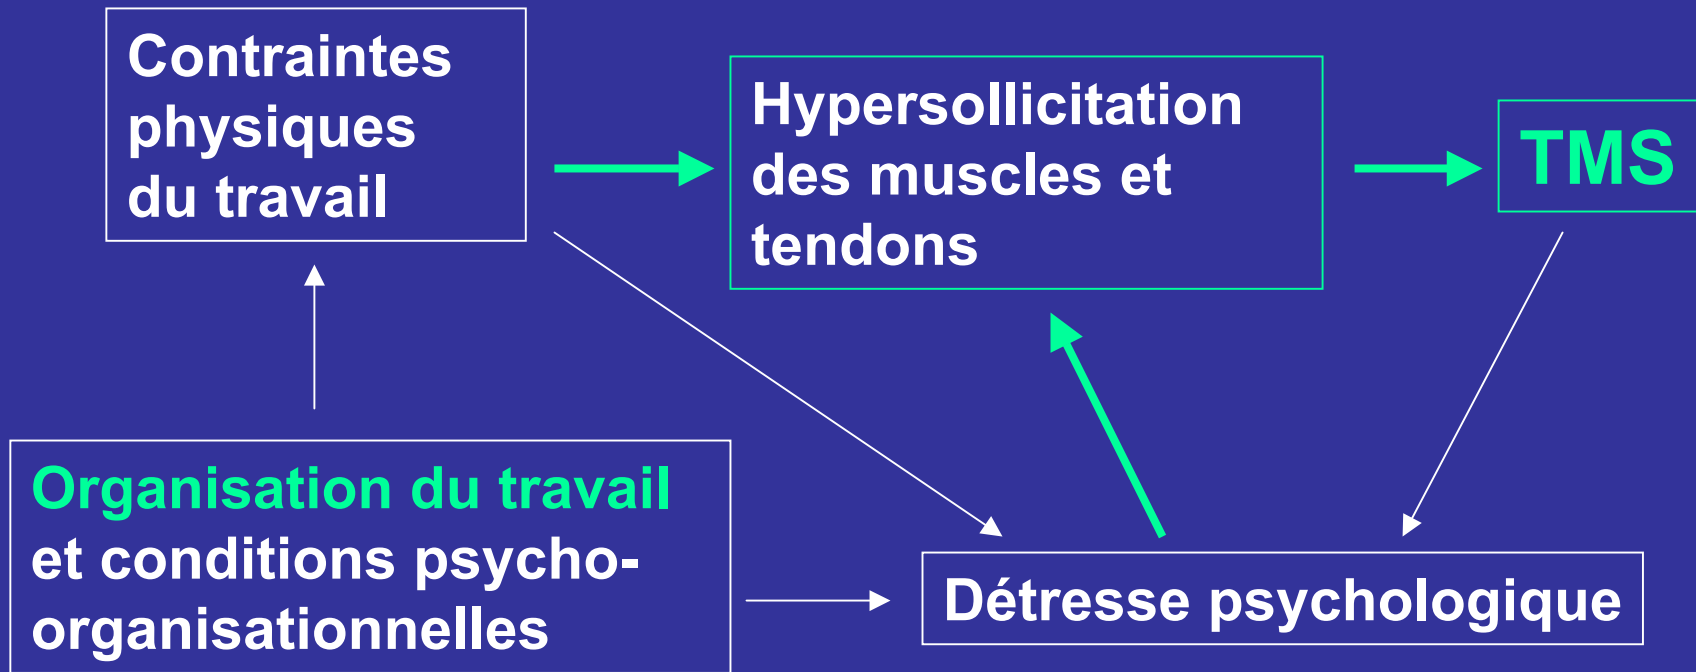 Contraintes
physiques
du travail
Hypersollicitation
des muscles et
tendons
TMS
Organisation du travail
et conditions psycho-
organisationnelles
Détresse psychologique